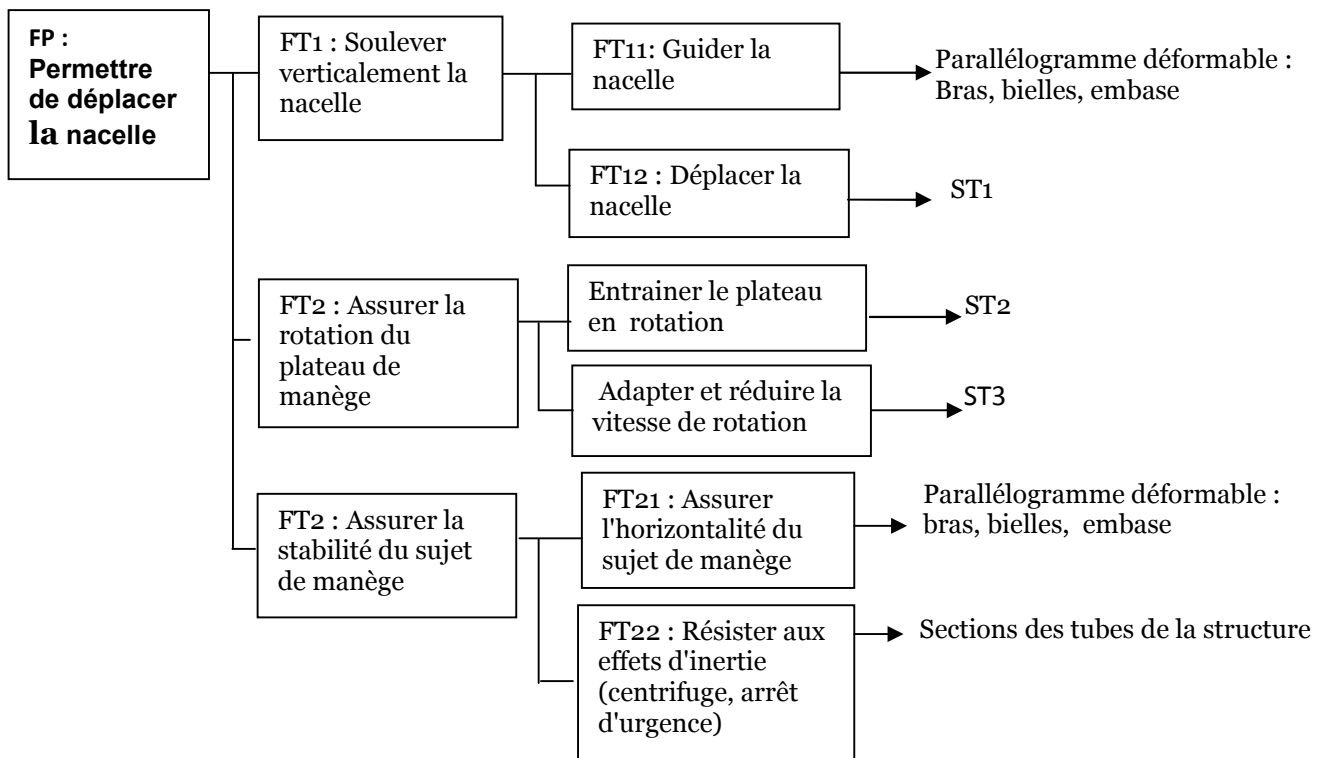 FP :
Permettre
de déplacer
la nacelle
FT1 : Soulever
verticalement la
nacelle
FT11: Guider la
nacelle
Parallélogramme déformable :
Bras, bielles, embase
FT12 : Déplacer la
nacelle
ST1
FT2 : Assurer la
rotation du
plateau de
manège
Entrainer le plateau
en rotation
ST2
Adapter et réduire la
vitesse de rotation
ST3
FT2 : Assurer la
stabilité du sujet
de manège
FT21 : Assurer
l'horizontalité du
sujet de manège
Parallélogramme déformable :
bras, bielles, embase
FT22 : Résister aux
effets d'inertie
(centrifuge, arrêt
d'urgence)
Sections des tubes de la structure